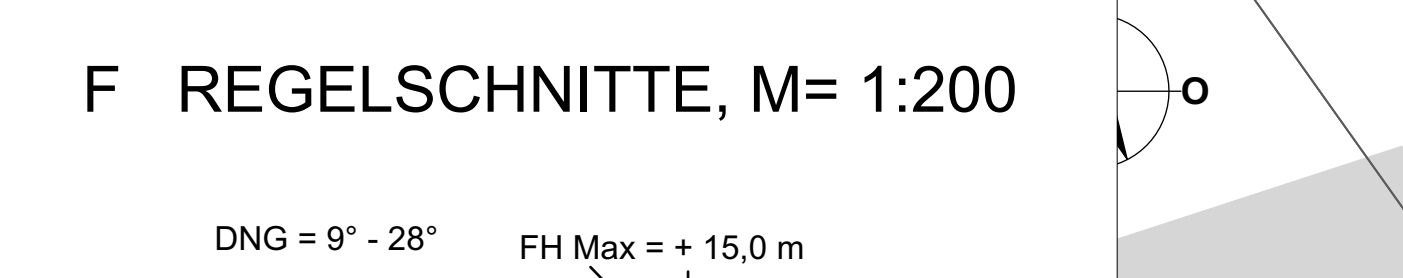 F REGELSCHNITTE, M= 1:200
O
DNG = 9° - 28°
FH Max = + 15,0 m